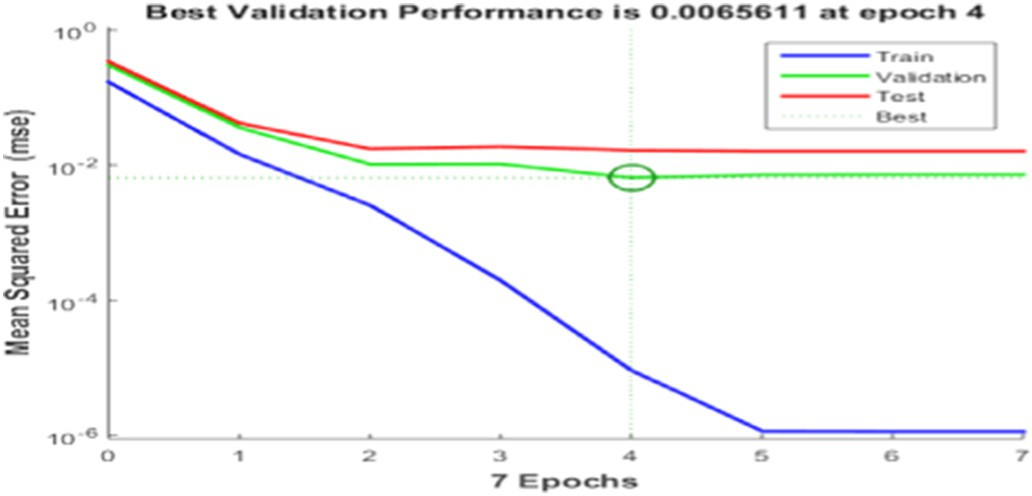 Best Validation Performance is 0.0065611 at epoch 4
Mean Squared Error (mse)
10^0
10^-2
10^-4
10^-6
Train
Validation
Test
Best
0 1 2 3 4 5 6 7
7 Epochs